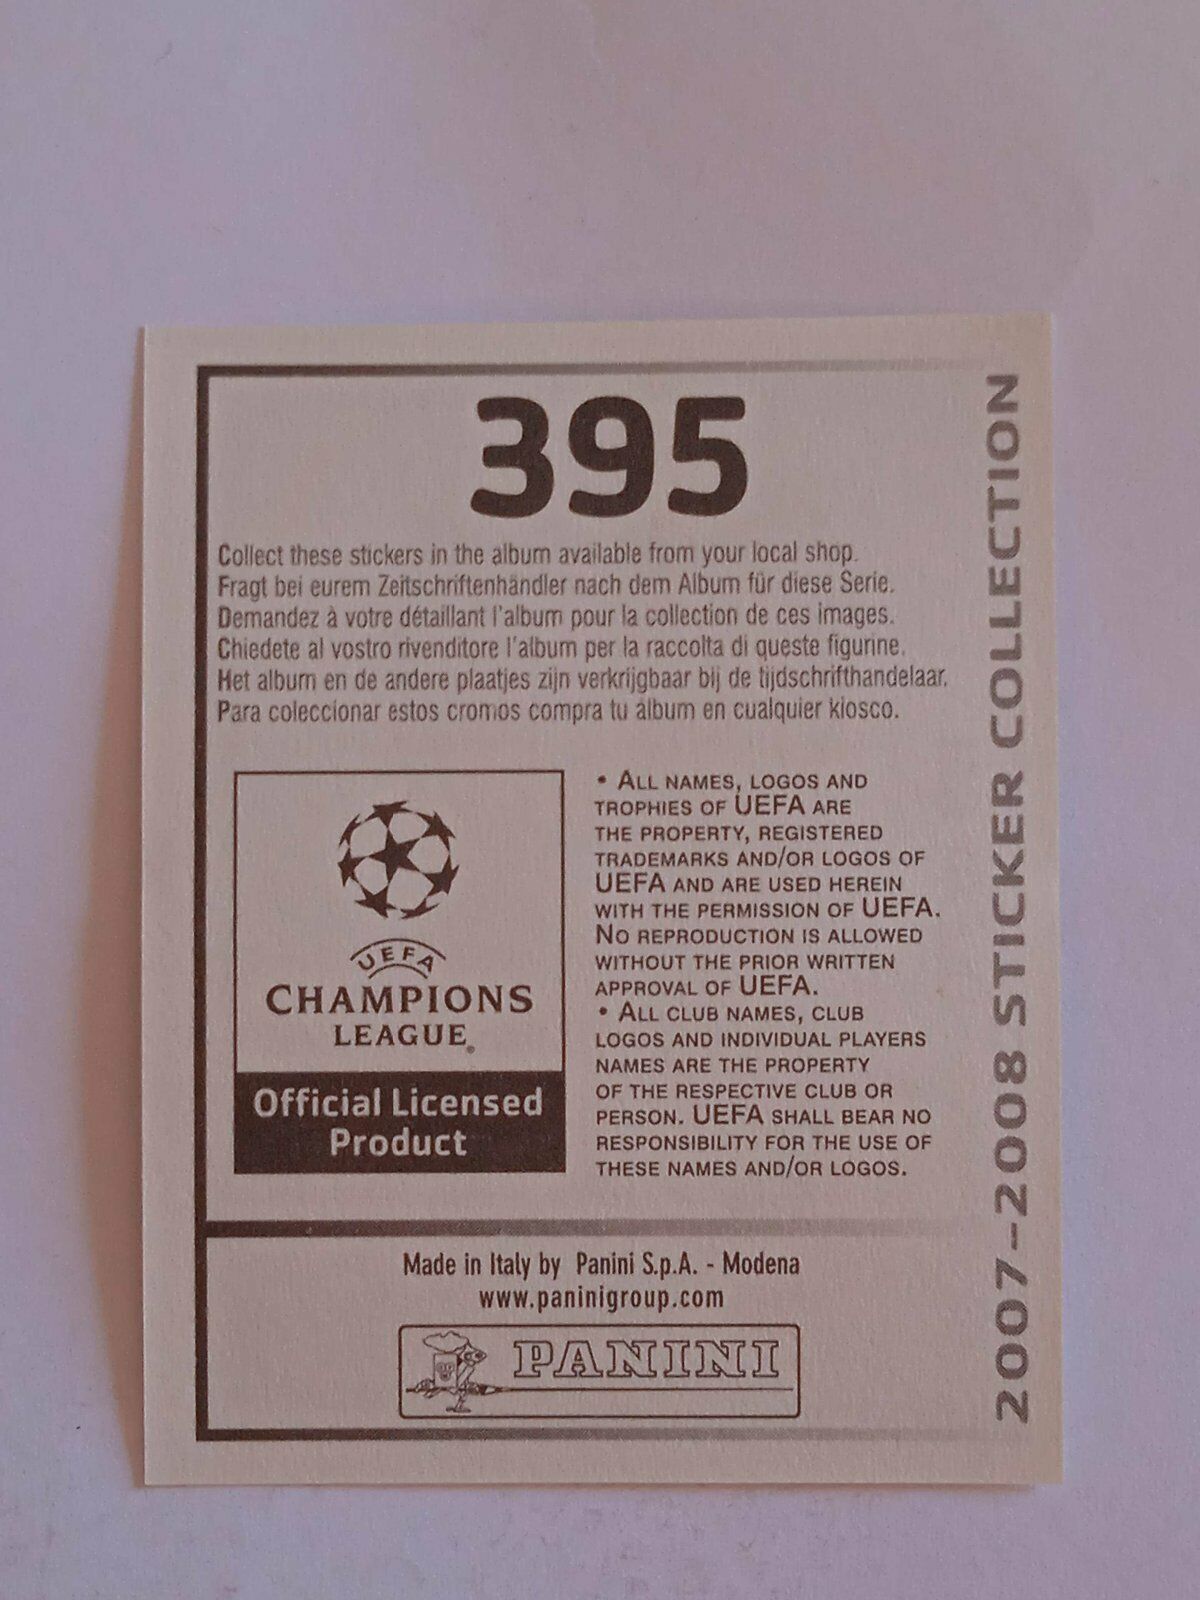 395
Collect these stickers in the album available from your local shop.
Fragt bei eurem Zeitschriftenhändler nach dem Album für diese Serie.
Demandez à votre détaillant l'album pour la collection de ces images.
Chiedete al vostro rivenditore l'album per la raccolta di queste figurine.
Het album en de andere plaatjes zijn verkrijgbaar bij de tijdschrifthandelaar.
Para coleccionar estos cromos compra tu álbum en cualquier kiosco.
UEFA
CHAMPIONS
LEAGUE®
Official Licensed
Product
• ALL NAMES, LOGOS AND
TROPHIES OF UEFA ARE
THE PROPERTY, REGISTERED
TRADEMARKS AND/OR LOGOS OF
UEFA AND ARE USED HEREIN
WITH THE PERMISSION OF UEFA.
NO REPRODUCTION IS ALLOWED
WITHOUT THE PRIOR WRITTEN
APPROVAL OF UEFA.
• ALL CLUB NAMES, CLUB
LOGOS AND INDIVIDUAL PLAYERS
NAMES ARE THE PROPERTY
OF THE RESPECTIVE CLUB OR
PERSON. UEFA SHALL BEAR NO
RESPONSIBILITY FOR THE USE OF
THESE NAMES AND/OR LOGOS.
Made in Italy by Panini S.p.A. - Modena
www.paninigroup.com
PANINI
2007-2008 STICKER COLLECTION